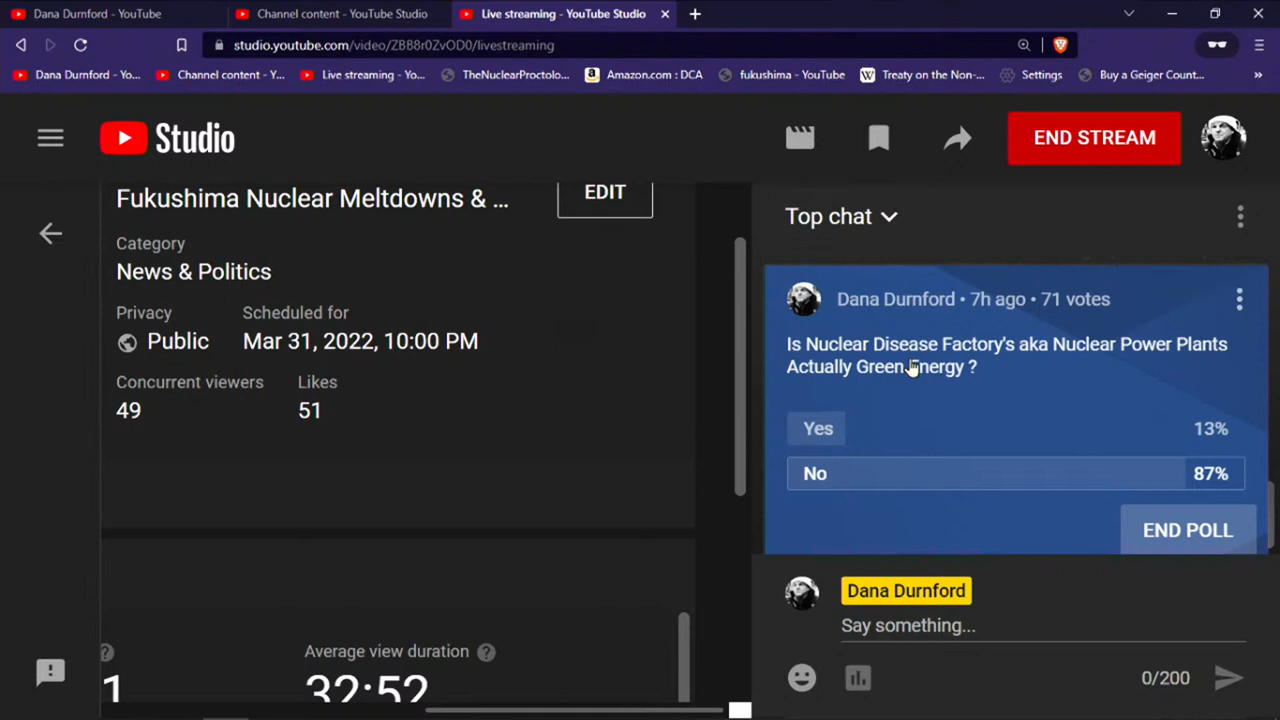 Dana Durnford - YouTube
Channel content - YouTube Studio
Live streaming - YouTube Studio
studio.youtube.com/video/ZBB8r0ZvOD0/livestreaming
Dana Durnford - Yo...
Channel content - Y...
Live streaming - Yo...
TheNuclearProctolo...
Amazon.com : DCA
fukushima - YouTube
Treaty on the Non-...
Settings
Buy a Geiger Count...
Studio
END STREAM
Fukushima Nuclear Meltdowns & ...
EDIT
Category
News & Politics
Privacy
Scheduled for
Public
Mar 31, 2022, 10:00 PM
Concurrent viewers
Likes
49
51
1
Average view duration
32:52
Top chat
Dana Durnford • 7h ago • 71 votes
Is Nuclear Disease Factory's aka Nuclear Power Plants
Actually Green Energy ?
Yes
13%
No
87%
END POLL
Dana Durnford
Say something...
0/200